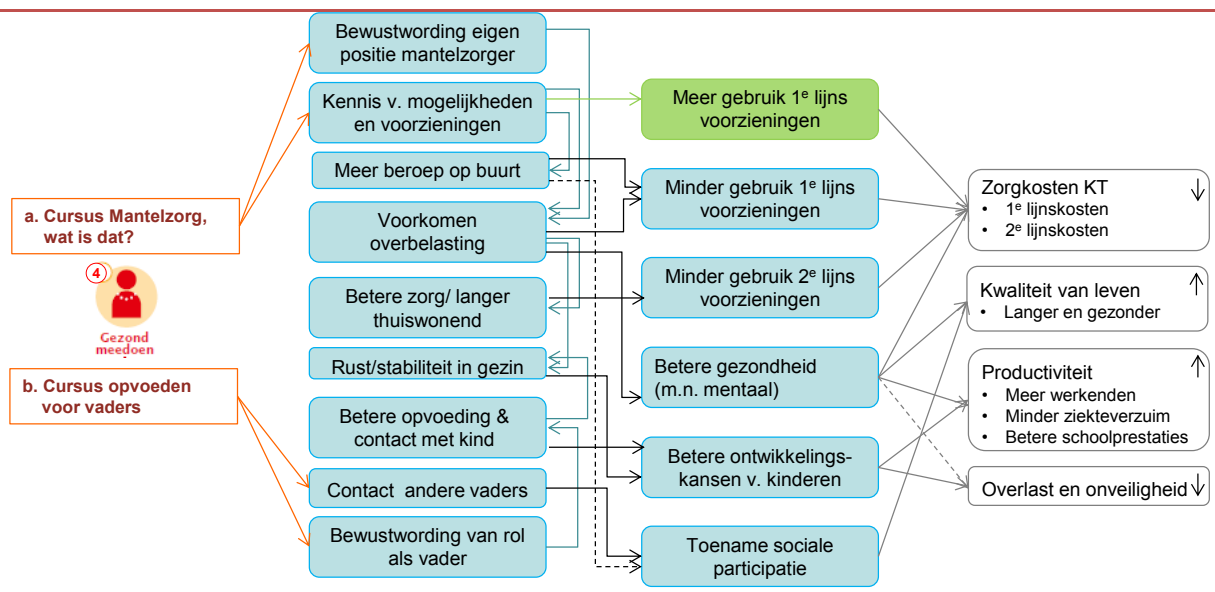 Bewustwording eigen
positie mantelzorger
Kennis v. mogelijkheden
en voorzieningen
Meer beroep op buurt
Voorkomen
overbelasting
Betere zorg/ langer
thuiswonend
Rust/stabiliteit in gezin
Betere opvoeding &
contact met kind
Contact andere vaders
Bewustwording van rol
als vader
a. Cursus Mantelzorg,
wat is dat?
4
Gezond
meedoen
b. Cursus opvoeden
voor vaders
Meer gebruik 1e lijns
voorzieningen
Minder gebruik 1e lijns
voorzieningen
Minder gebruik 2e lijns
voorzieningen
Betere gezondheid
(m.n. mentaal)
Betere ontwikkelings-
kansen v. kinderen
Toename sociale
participatie
Zorgkosten KT
• 1e lijnskosten
• 2e lijnskosten
Kwaliteit van leven
• Langer en gezonder
Productiviteit
• Meer werkenden
• Minder ziekteverzuim
• Betere schoolprestaties
Overlast en onveiligheid